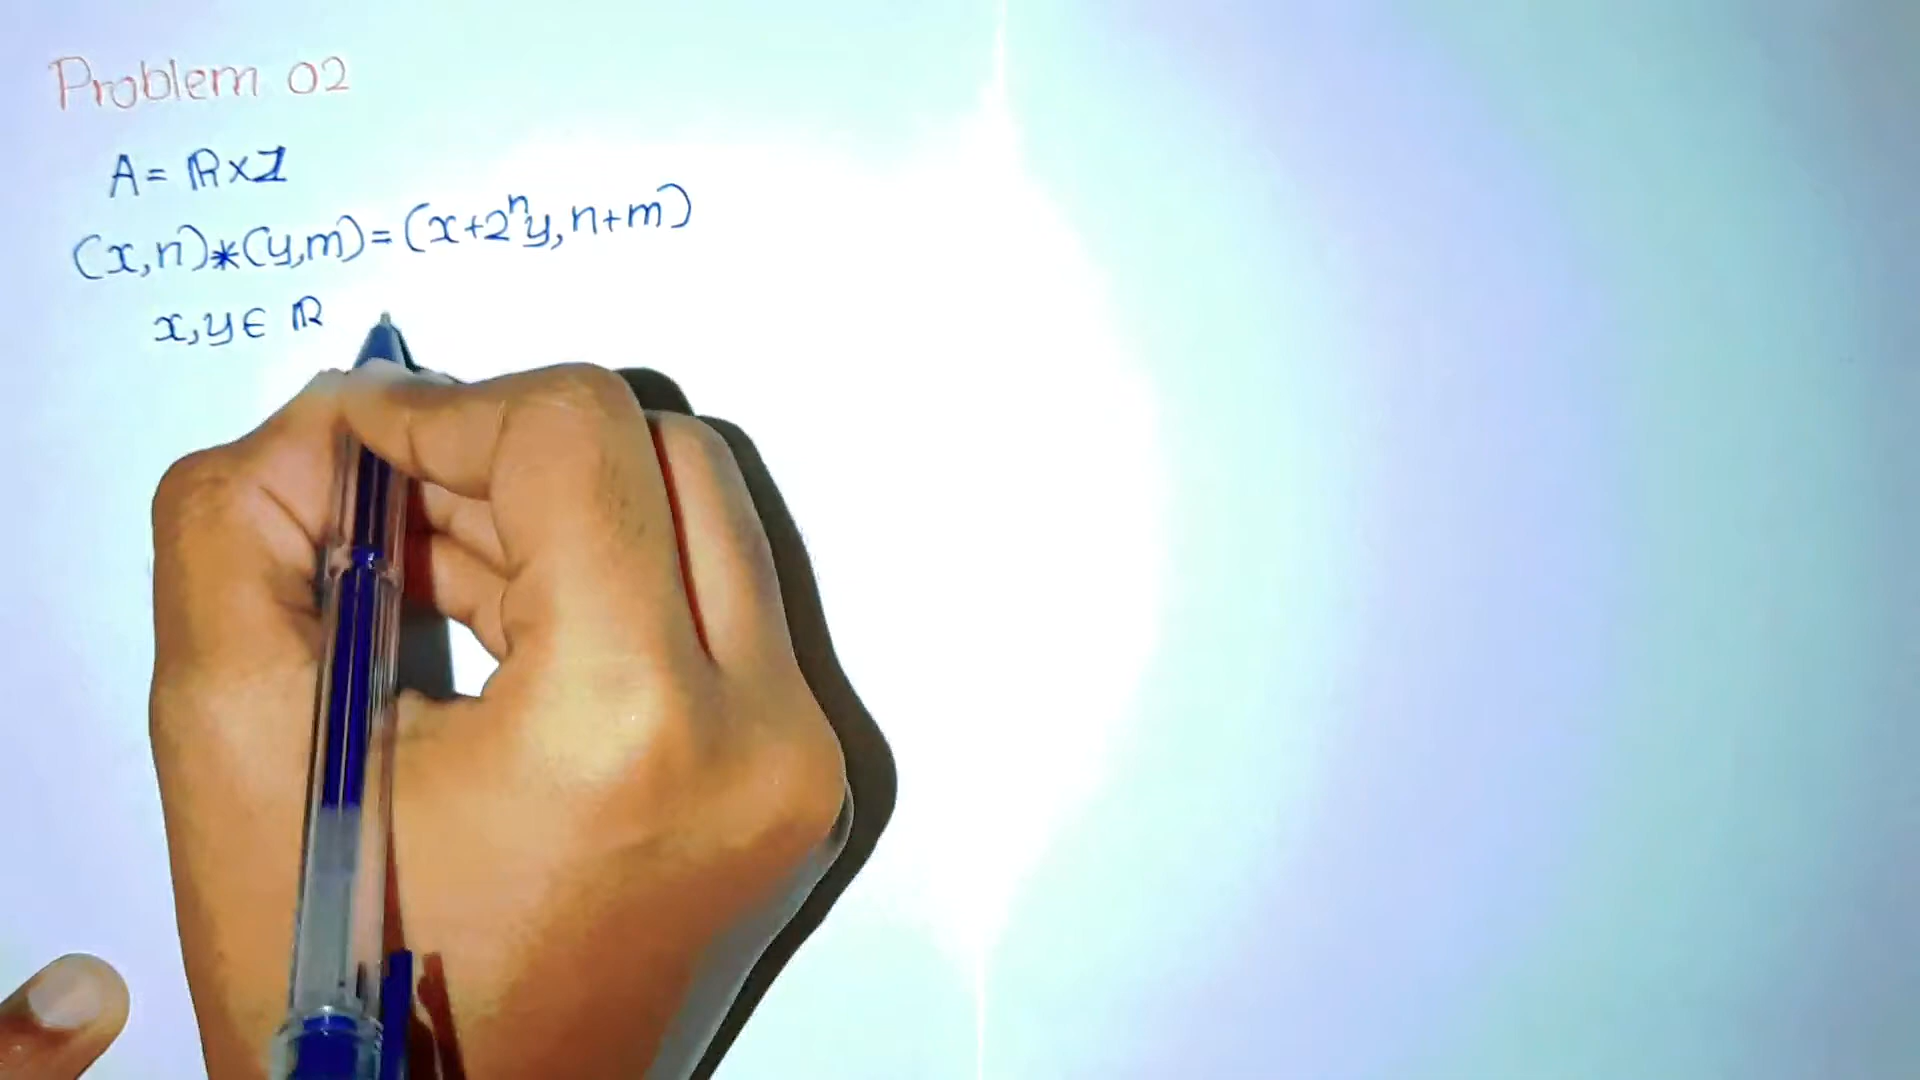 Problem 02
A = ℝ×ℤ
(x,n)*(y,m)=(x+2ⁿy, n+m)
x,y∈ ℝ